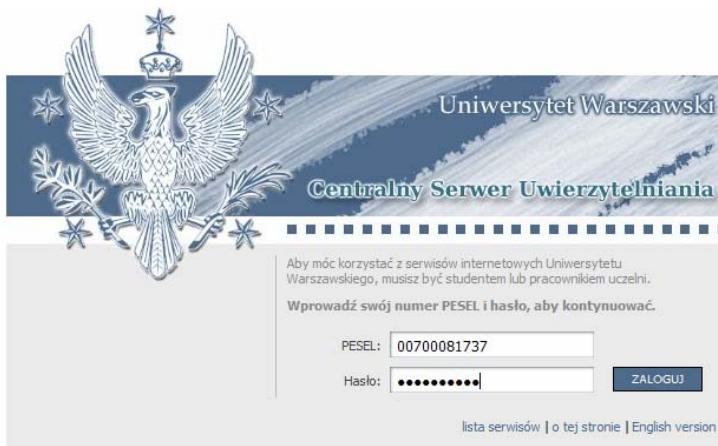 Uniwersytet Warszawski
Centralny Serwer Uwierzytelniania
Aby móc korzystać z serwisów internetowych Uniwersytetu
Warszawskiego, musisz być studentem lub pracownikiem uczelni.
Wprowadź swój numer PESEL i hasło, aby kontynuować.
PESEL: 00700081737
Hasło: ●●●●●●●●●● ZALOGUJ
lista serwisów | o tej stronie | English version